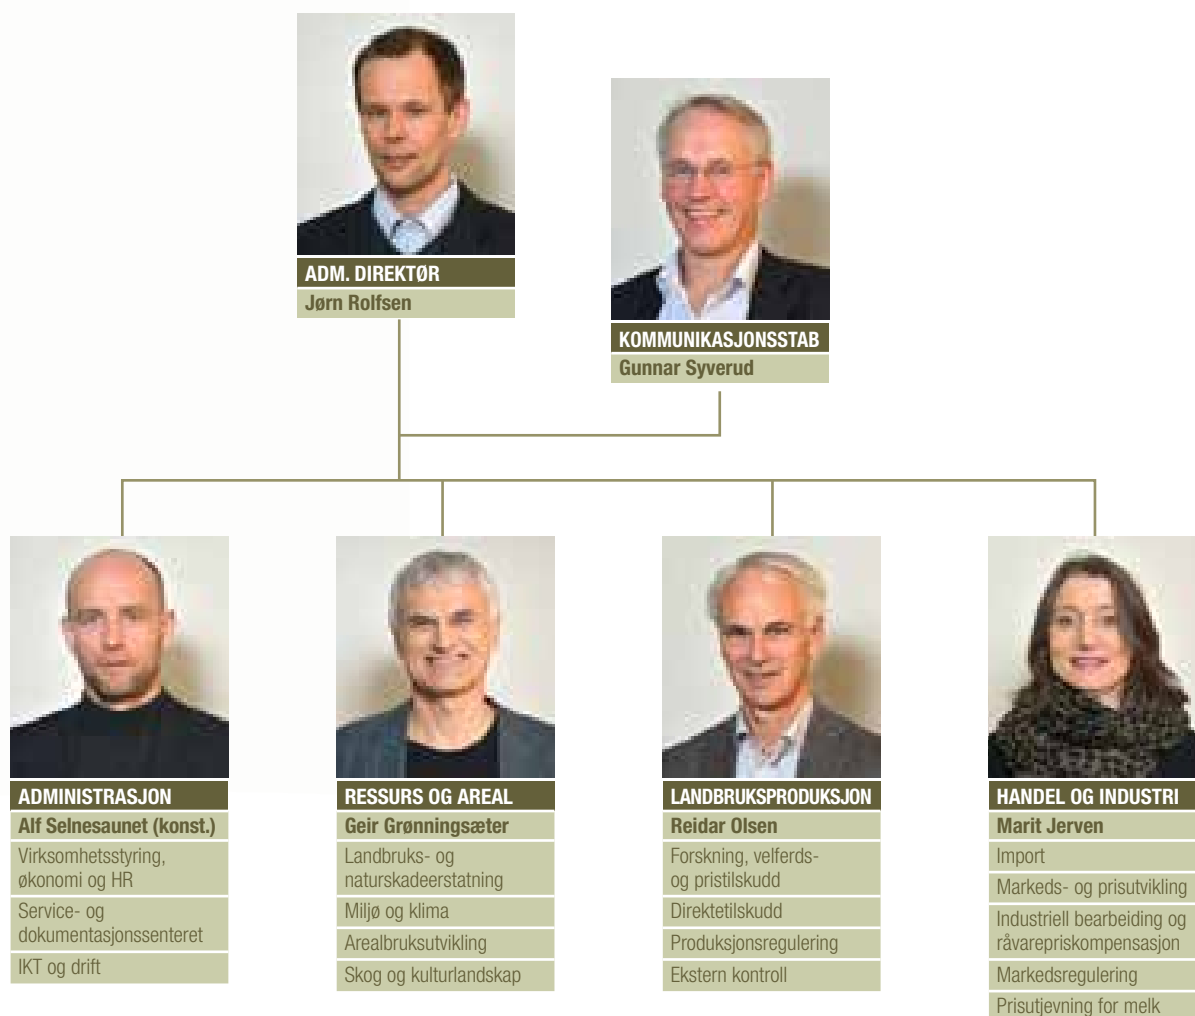 ADM. DIREKTØR
Jørn Rolfsen
KOMMUNIKASJONSSTAB
Gunnar Syverud
ADMINISTRASJON
Alf Selnesaunet (konst.)
Virksomhetsstyring,
økonomi og HR
Service- og
dokumentasjonssenteret
IKT og drift
RESSURS OG AREAL
Geir Grønningsæter
Landbruks- og
naturskadeerstatning
Miljø og klima
Arealbruksutvikling
Skog og kulturlandskap
LANDBRUKSPRODUKSJON
Reidar Olsen
Forskning, velferds-
og pristilskudd
Direktetilskudd
Produksjonsregulering
Ekstern kontroll
HANDEL OG INDUSTRI
Marit Jerven
Import
Markeds- og prisutvikling
Industriell bearbeiding og
råvarepriskompensasjon
Markedsregulering
Prisutjevning for melk